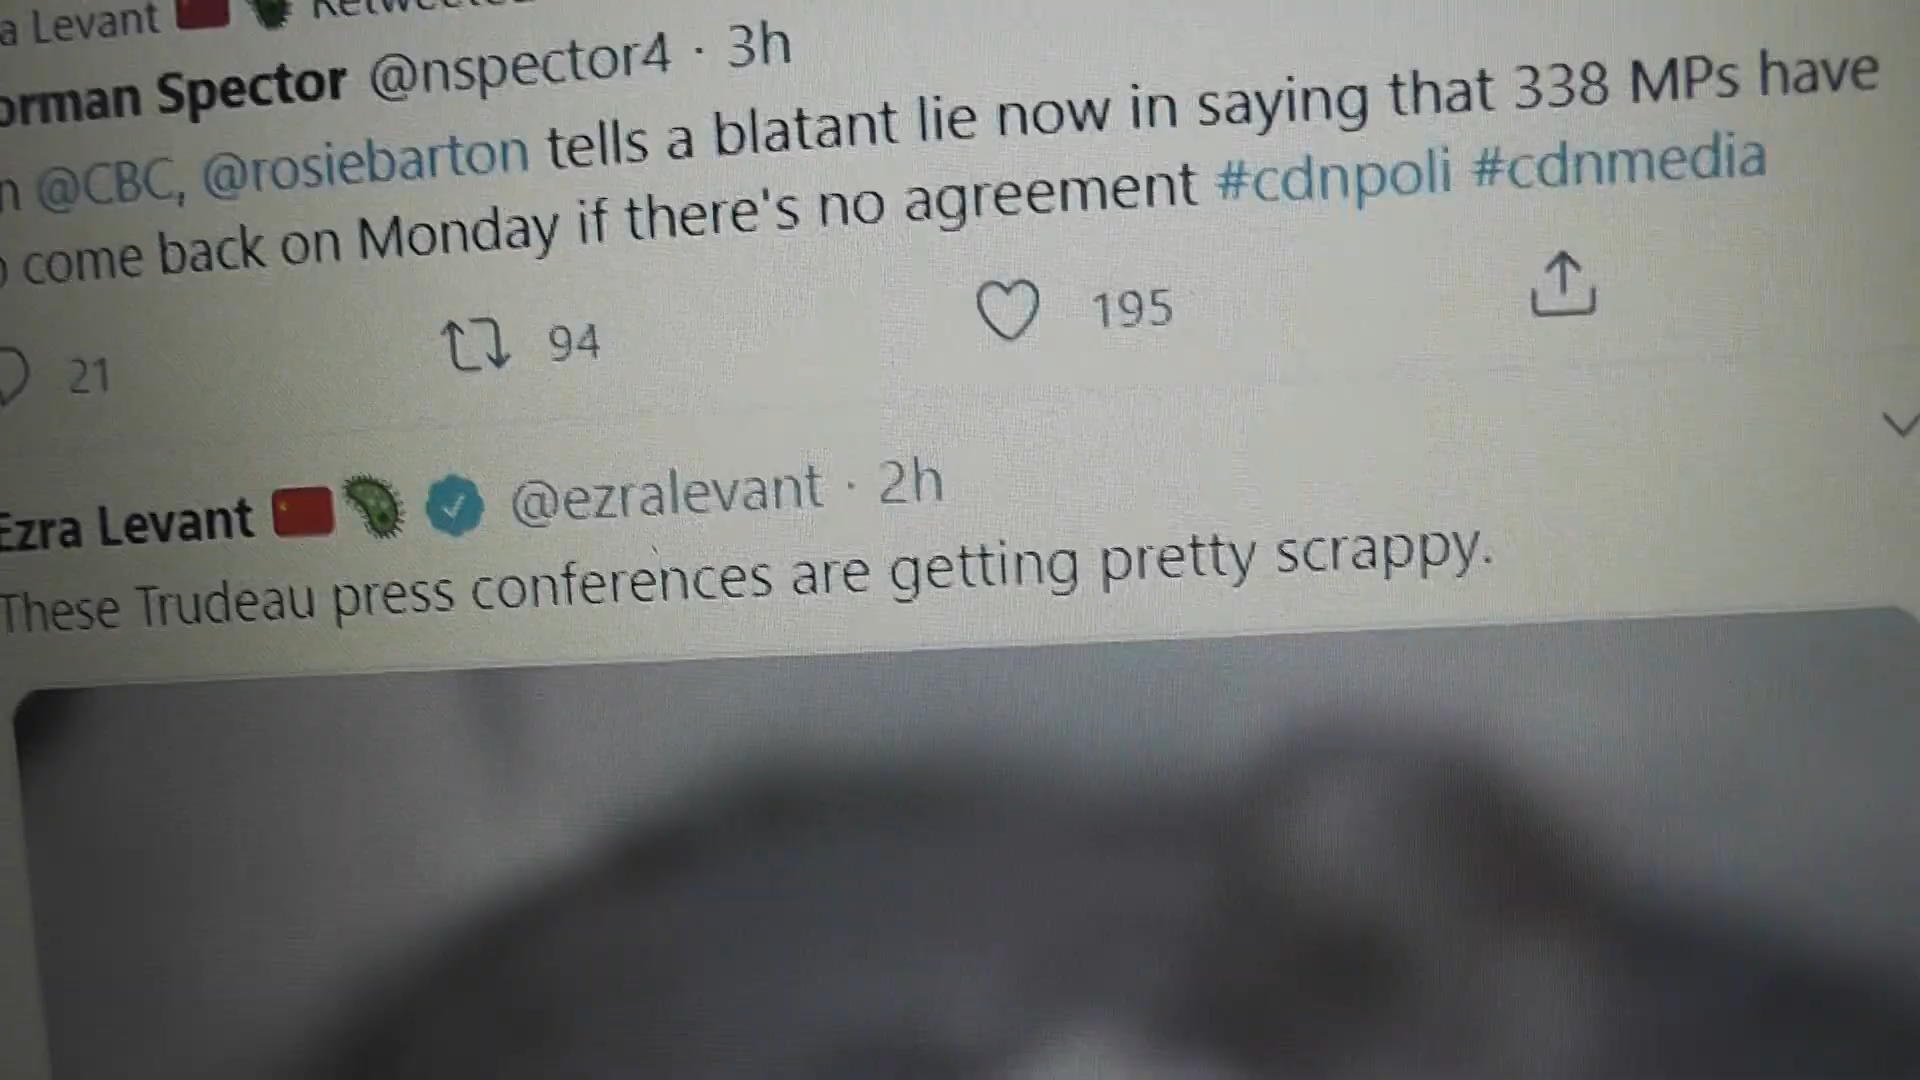 a Levant Retweeted
orman Spector @nspector4 · 3h
n @CBC, @rosiebarton tells a blatant lie now in saying that 338 MPs have
o come back on Monday if there's no agreement #cdnpoli #cdnmedia
21 94 195
Ezra Levant @ezralevant · 2h
These Trudeau press conferences are getting pretty scrappy.